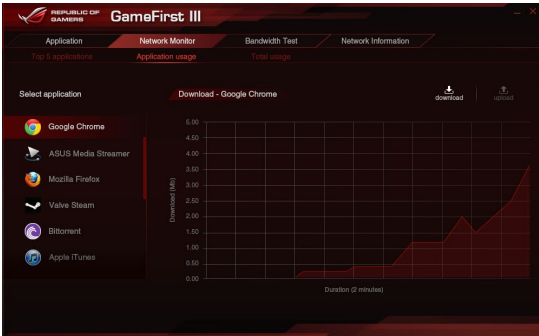 REPUBLIC OF
GAMERS
GameFirst III
Application
Network Monitor
Bandwidth Test
Network Information
Top 5 applications
Application usage
Total usage
Select application
Google Chrome
ASUS Media Streamer
Mozilla Firefox
Valve Steam
Bittorrent
Apple iTunes
Download - Google Chrome
download
upload
Download (Mb)
5.00
4.50
4.00
3.50
3.00
2.50
2.00
1.50
1.00
0.50
0.00
Duration (2 minutes)